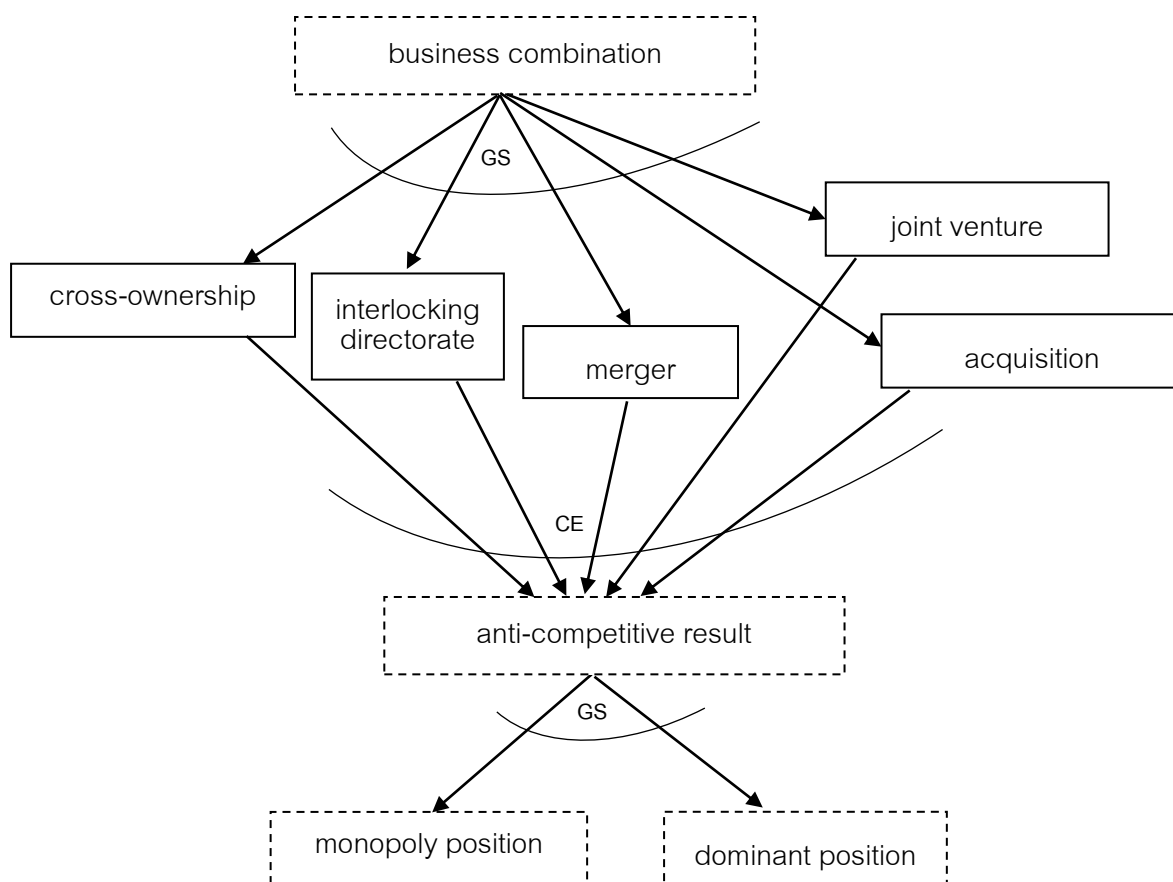 business combination
GS
joint venture
cross-ownership
interlocking
directorate
merger
acquisition
CE
anti-competitive result
GS
monopoly position
dominant position